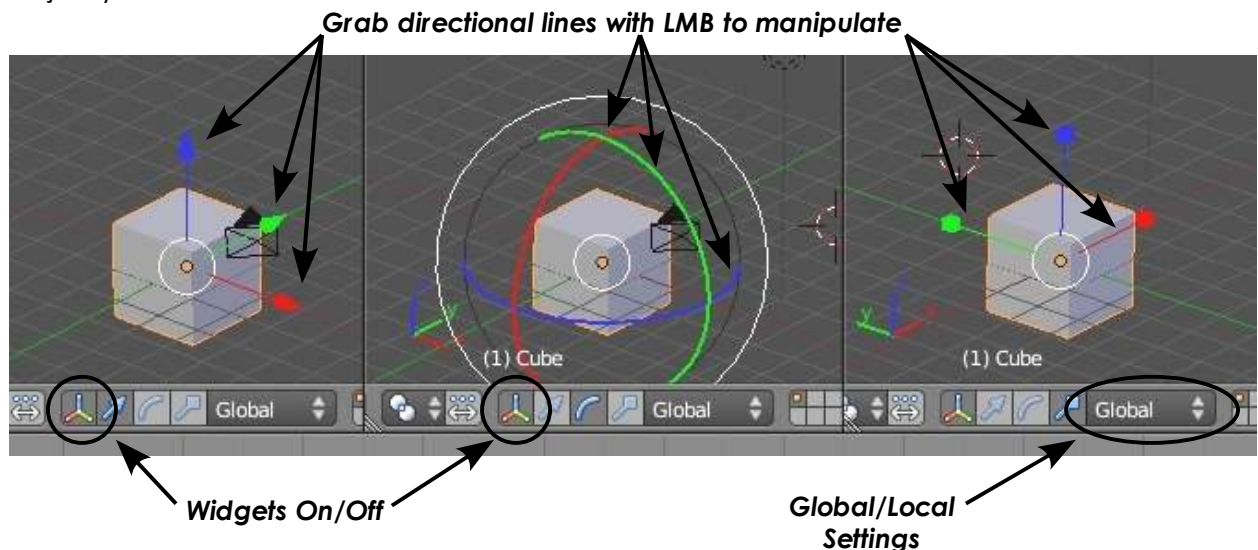 Grab directional lines with LMB to manipulate
y
(1) Cube
y
x
(1) Cube
Global
Global
Global
Widgets On/Off
Global/Local
Settings